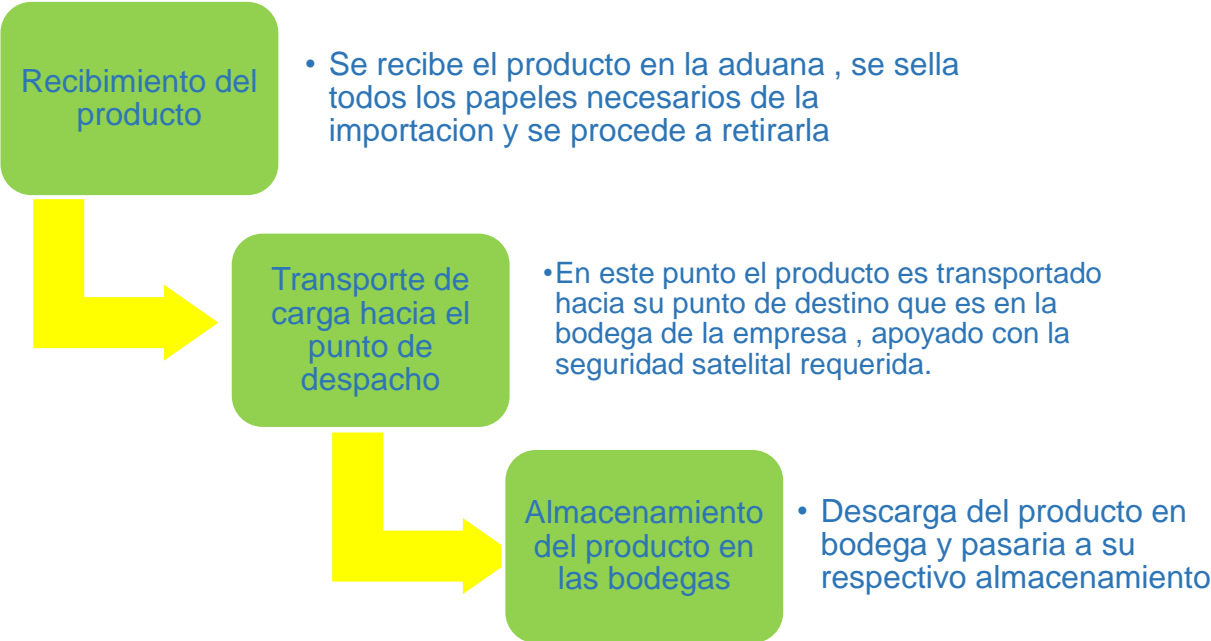 Recibimiento del
producto
• Se recibe el producto en la aduana , se sella
todos los papeles necesarios de la
importacion y se procede a retirarla
Transporte de
carga hacia el
punto de
despacho
•En este punto el producto es transportado
hacia su punto de destino que es en la
bodega de la empresa , apoyado con la
seguridad satelital requerida.
Almacenamiento
del producto en
las bodegas
• Descarga del producto en
bodega y pasaria a su
respectivo almacenamiento